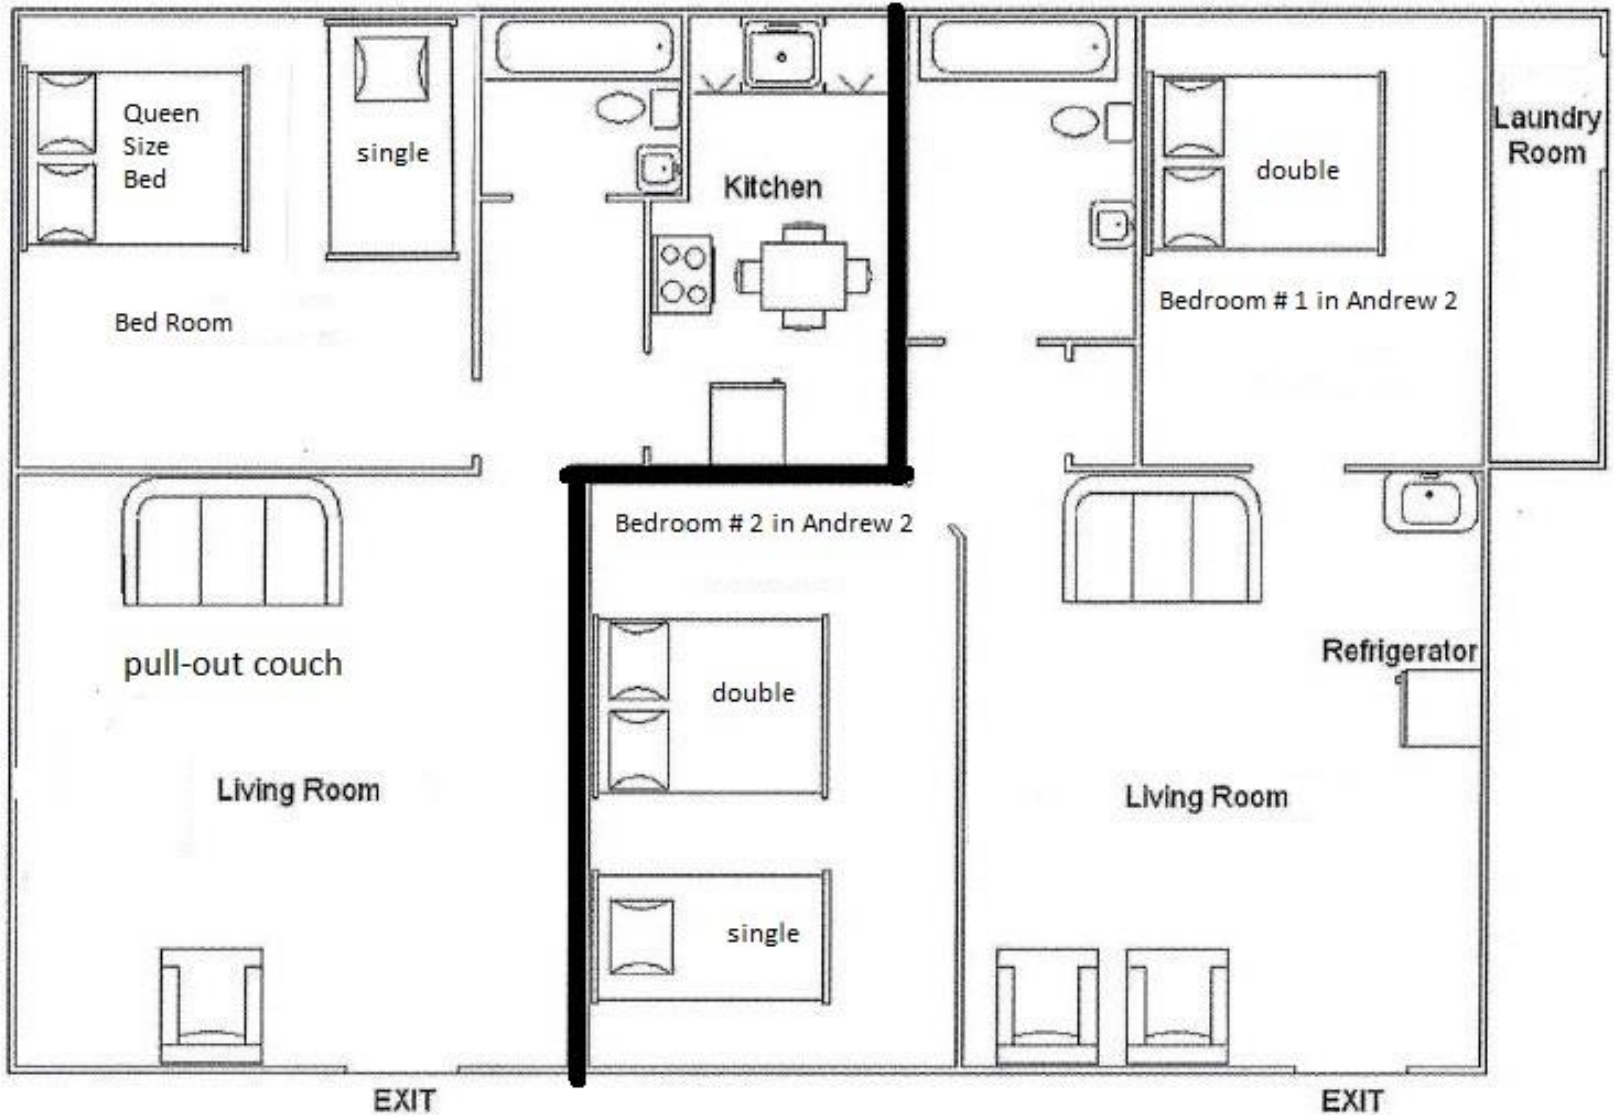 Queen
Size
Bed
single
Bed Room
Kitchen
double
Bedroom # 1 in Andrew 2
Laundry
Room
pull-out couch
Living Room
EXIT
Bedroom # 2 in Andrew 2
double
single
Refrigerator
Living Room
EXIT